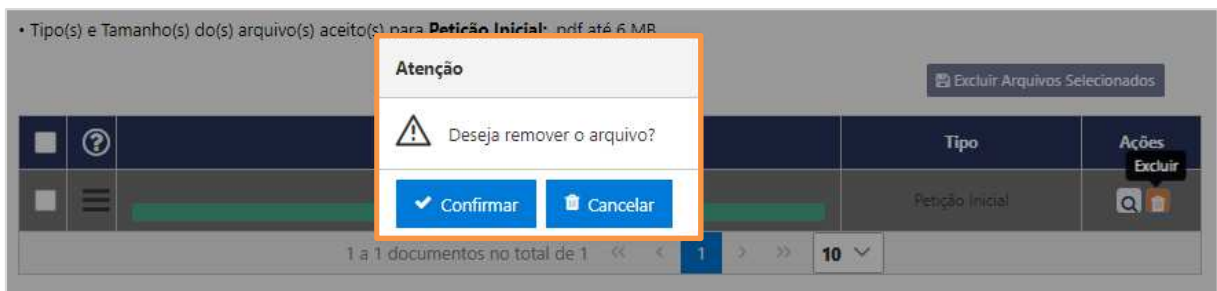 • Tipo(s) e Tamanho(s) do(s) arquivo(s) aceito(s) para Petição Inicial: .pdf até 6 MB
Atenção
Excluir Arquivos Selecionados
Deseja remover o arquivo?
Tipo
Ações
Excluir
Confirmar
Cancelar
Petição Inicial
1 a 1 documentos no total de 1 « < 1 > » 10